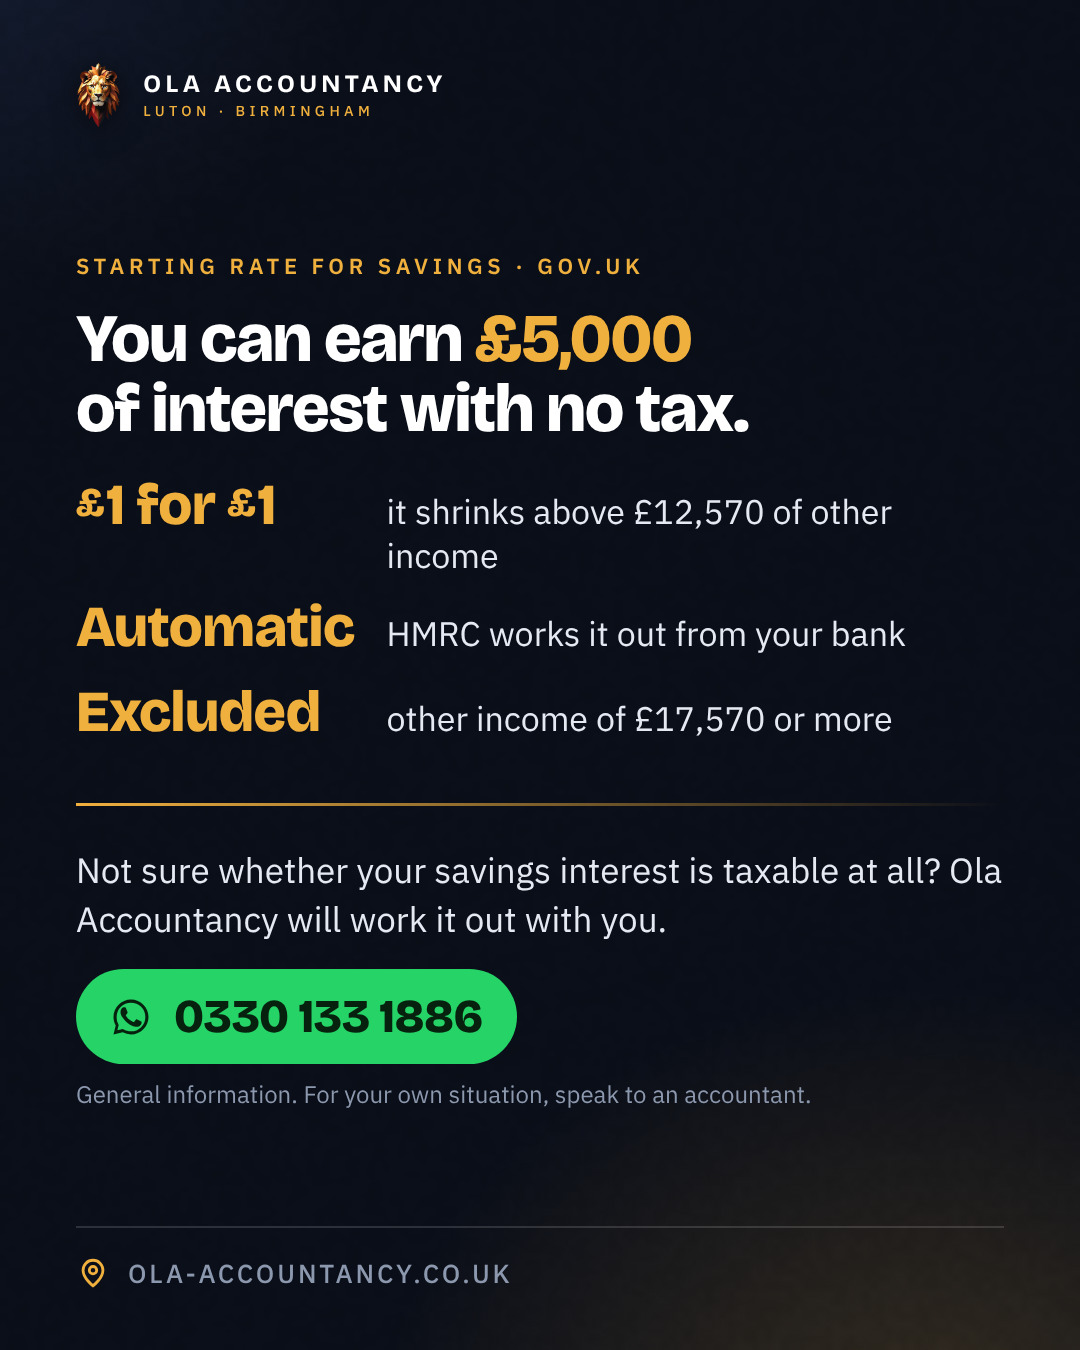 OLA ACCOUNTANCY
LUTON · BIRMINGHAM
STARTING RATE FOR SAVINGS · GOV.UK
You can earn £5,000
of interest with no tax.
£1 for £1 it shrinks above £12,570 of other
income
Automatic HMRC works it out from your bank
Excluded other income of £17,570 or more
Not sure whether your savings interest is taxable at all? Ola
Accountancy will work it out with you.
0330 133 1886
General information. For your own situation, speak to an accountant.
OLA-ACCOUNTANCY.CO.UK